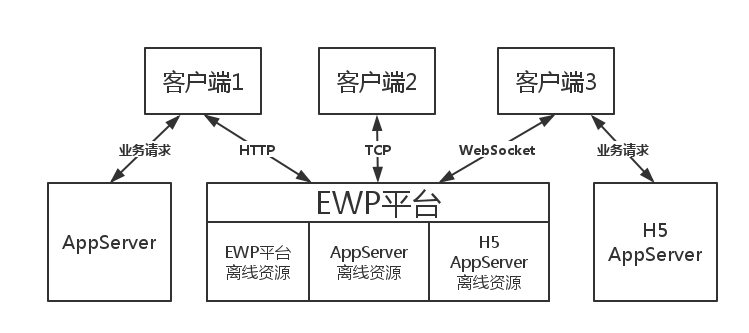 客户端1
客户端2
客户端3
业务请求
HTTP
TCP
WebSocket
业务请求
AppServer
EWP平台
H5
AppServer
EWP平台
离线资源
AppServer
离线资源
H5
AppServer
离线资源